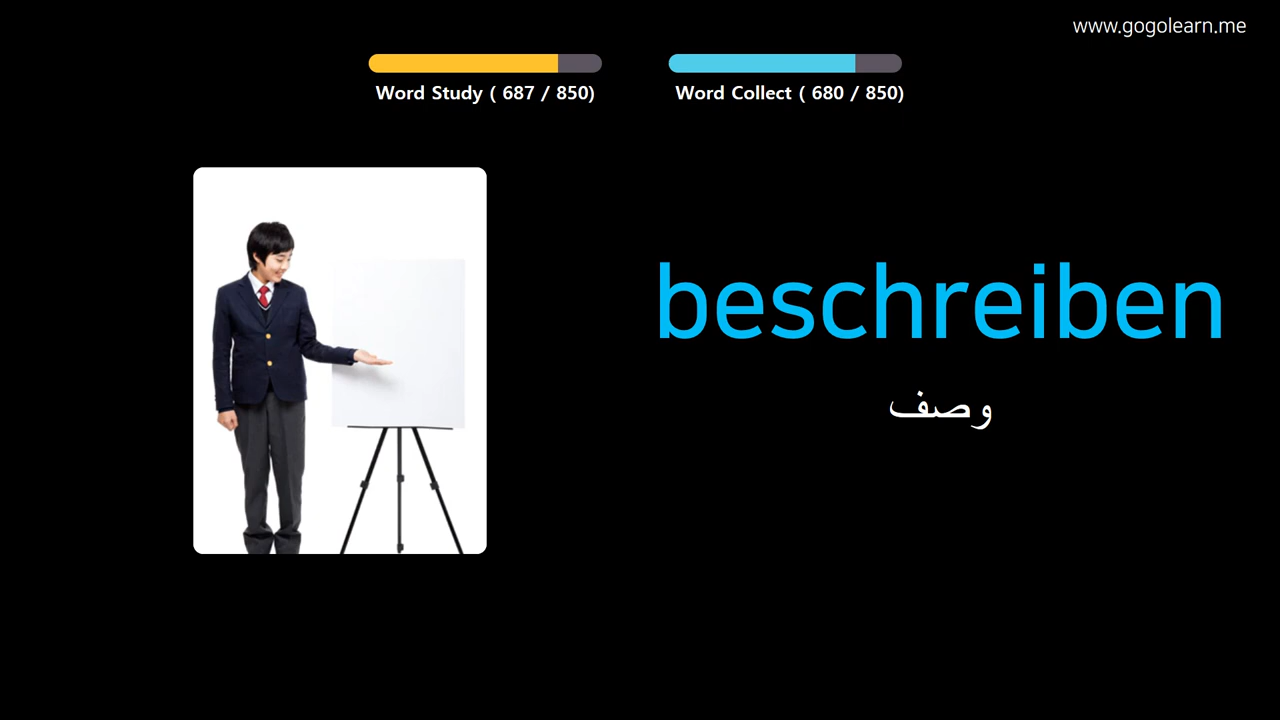 www.gogolearn.me
Word Study ( 687 / 850)
Word Collect ( 680 / 850)
beschreiben
وصف